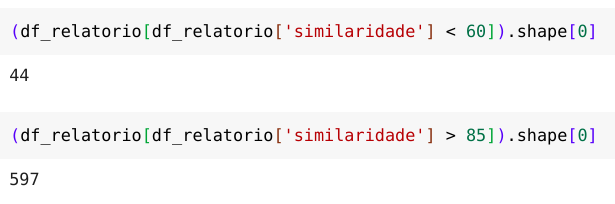 (df_relatorio[df_relatorio['similaridade'] < 60]).shape[0]
44
(df_relatorio[df_relatorio['similaridade'] > 85]).shape[0]
597